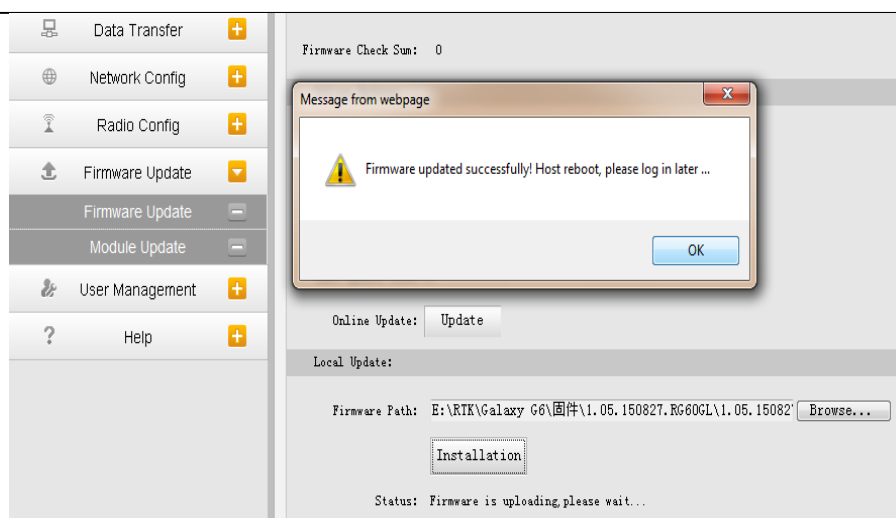 Data Transfer
Network Config
Radio Config
Firmware Update
Firmware Update
Module Update
User Management
? Help
Firmware Check Sum: 0
Message from webpage
Firmware updated successfully! Host reboot, please log in later ...
OK
Online Update: Update
Local Update:
Firmware Path: E:\RTK\Galaxy G6\固件\1.05.150827.RG60GL\1.05.15082 Browse...
Installation
Status: Firmware is uploading,please wait...